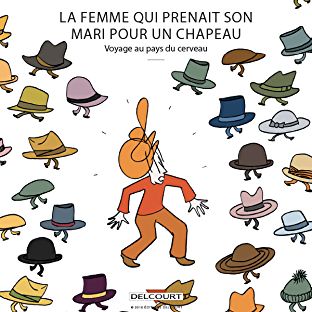 LA FEMME QUI PRENAIT SON
MARI POUR UN CHAPEAU
Voyage au pays du cerveau
DELCOURT